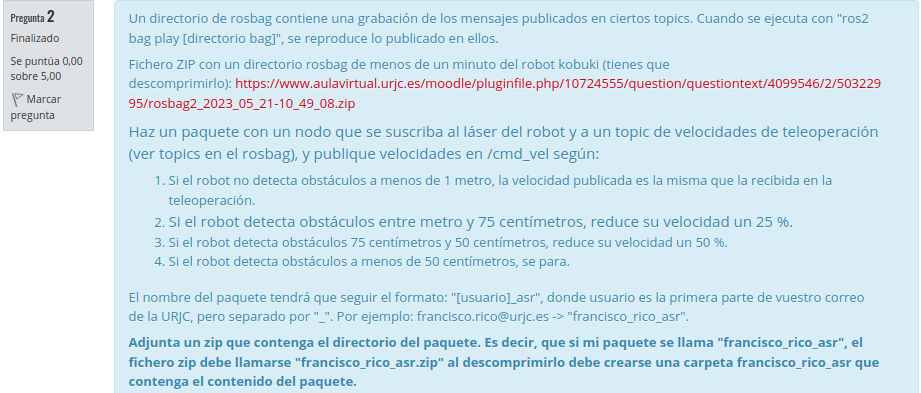 Pregunta 2
Finalizado
Se puntúa 0,00
sobre 5,00
Marcar
pregunta
Un directorio de rosbag contiene una grabación de los mensajes publicados en ciertos topics. Cuando se ejecuta con "ros2
bag play [directorio bag]", se reproduce lo publicado en ellos.
Fichero ZIP con un directorio rosbag de menos de un minuto del robot kobuki (tienes que
descomprimirlo): https://www.aulavirtual.urjc.es/moodle/pluginfile.php/10724555/question/questiontext/4099546/2/503229
95/rosbag2_2023_05_21-10_49_08.zip
Haz un paquete con un nodo que se suscriba al láser del robot y a un topic de velocidades de teleoperación
(ver topics en el rosbag), y publique velocidades en /cmd_vel según:
1. Si el robot no detecta obstáculos a menos de 1 metro, la velocidad publicada es la misma que la recibida en la
teleoperación.
2. Si el robot detecta obstáculos entre metro y 75 centímetros, reduce su velocidad un 25 %.
3. Si el robot detecta obstáculos 75 centímetros y 50 centímetros, reduce su velocidad un 50 %.
4. Si el robot detecta obstáculos a menos de 50 centímetros, se para.
El nombre del paquete tendrá que seguir el formato: "[usuario]_asr", donde usuario es la primera parte de vuestro correo
de la URJC, pero separado por "_". Por ejemplo: francisco.rico@urjc.es -> "francisco_rico_asr".
Adjunta un zip que contenga el directorio del paquete. Es decir, que si mi paquete se llama "francisco_rico_asr", el
fichero zip debe llamarse "francisco_rico_asr.zip" al descomprimirlo debe crearse una carpeta francisco_rico_asr que
contenga el contenido del paquete.